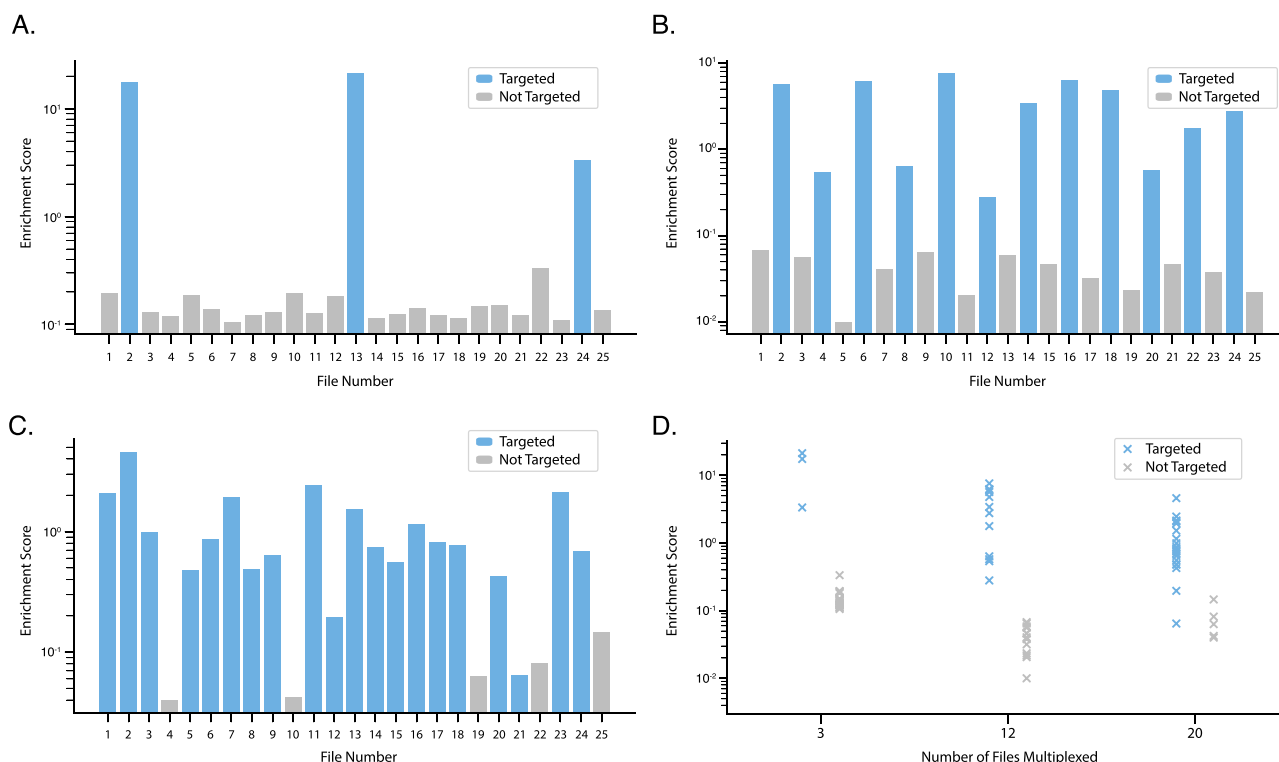 A.
Enrichment Score
10¹
10⁰
10⁻¹
Targeted
Not Targeted
1 2 3 4 5 6 7 8 9 10 11 12 13 14 15 16 17 18 19 20 21 22 23 24 25
File Number
B.
Enrichment Score
10¹
10⁰
10⁻¹
10⁻²
Targeted
Not Targeted
1 2 3 4 5 6 7 8 9 10 11 12 13 14 15 16 17 18 19 20 21 22 23 24 25
File Number
C.
Enrichment Score
10⁰
10⁻¹
Targeted
Not Targeted
1 2 3 4 5 6 7 8 9 10 11 12 13 14 15 16 17 18 19 20 21 22 23 24 25
File Number
D.
Enrichment Score
10¹
10⁰
10⁻¹
10⁻²
Targeted
Not Targeted
3 12 20
Number of Files Multiplexed